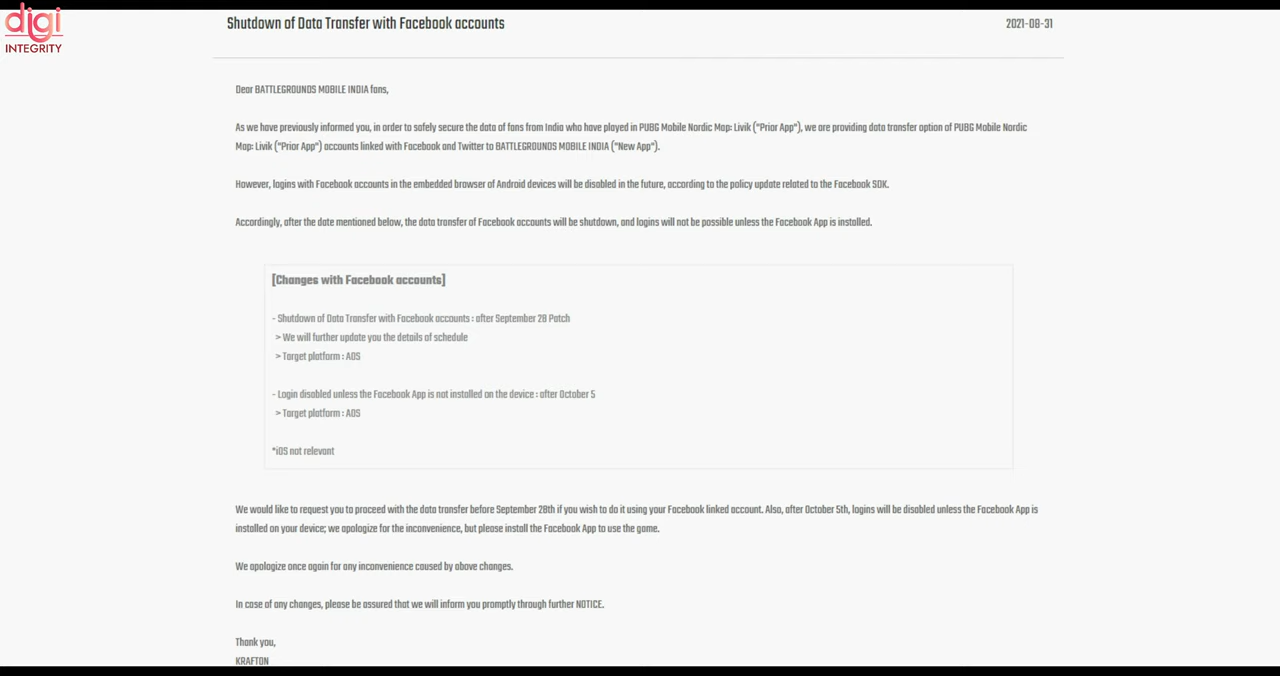 digi
INTEGRITY
Shutdown of Data Transfer with Facebook accounts
2021-08-31
Dear BATTLEGROUNDS MOBILE INDIA fans,
As we have previously informed you, in order to safely secure the data of fans from India who have played in PUBG Mobile Nordic Map: Livik ("Prior App"), we are providing data transfer option of PUBG Mobile Nordic
Map: Livik ("Prior App") accounts linked with Facebook and Twitter to BATTLEGROUNDS MOBILE INDIA ("New App").
However, logins with Facebook accounts in the embedded browser of Android devices will be disabled in the future, according to the policy update related to the Facebook SDK.
Accordingly, after the date mentioned below, the data transfer of Facebook accounts will be shutdown, and logins will not be possible unless the Facebook App is installed.
[Changes with Facebook accounts]
- Shutdown of Data Transfer with Facebook accounts : after September 28 Patch
> We will further update you the details of schedule
> Target platform : AOS
- Login disabled unless the Facebook App is not installed on the device : after October 5
> Target platform : AOS
*iOS not relevant
We would like to request you to proceed with the data transfer before September 28th if you wish to do it using your Facebook linked account. Also, after October 5th, logins will be disabled unless the Facebook App is
installed on your device; we apologize for the inconvenience, but please install the Facebook App to use the game.
We apologize once again for any inconvenience caused by above changes.
In case of any changes, please be assured that we will inform you promptly through further NOTICE.
Thank you,
KRAFTON